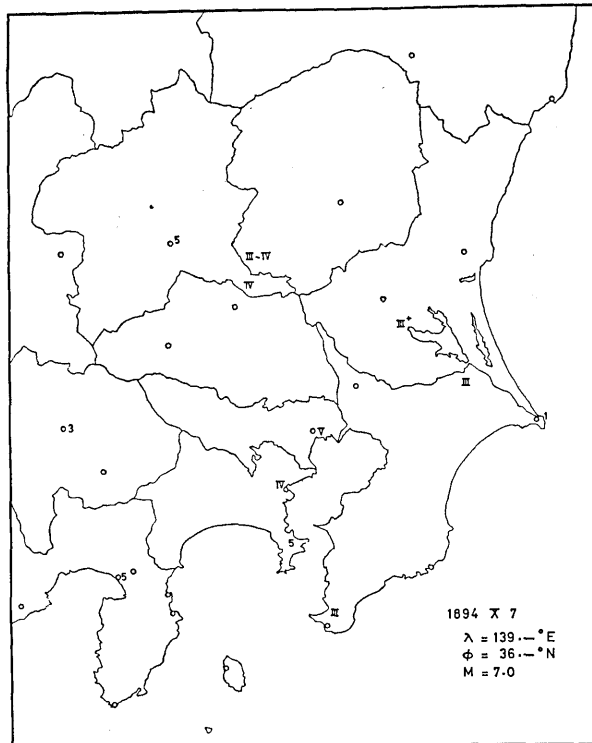 5
III~IV
IV
III+
III
1
3
V
IV
5
5
III
1894 X 7
λ = 139.—°E
φ = 36.—°N
M = 7.0